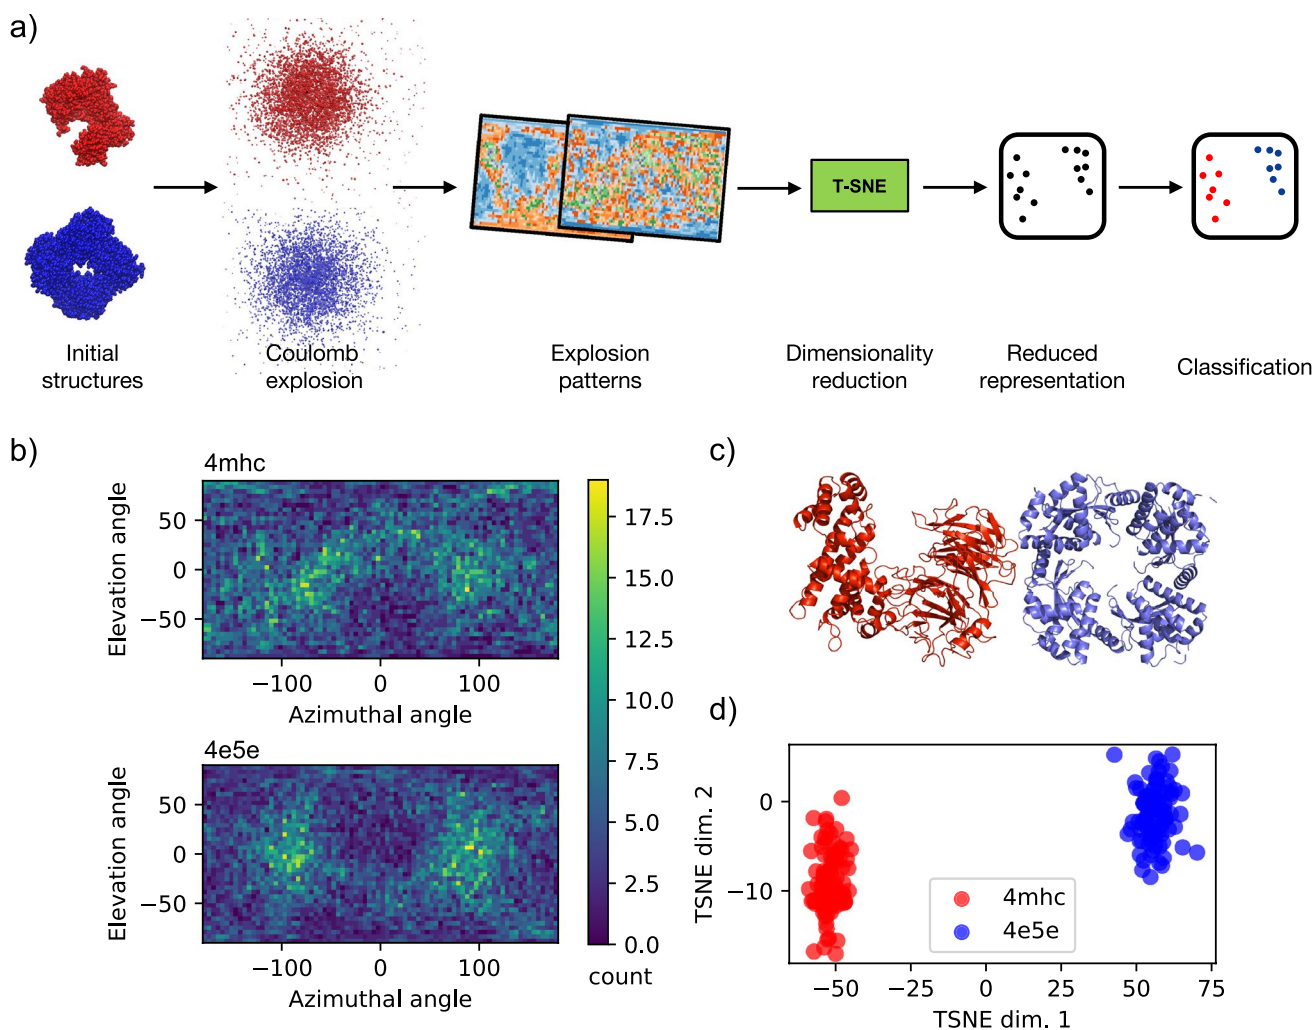 a)
T-SNE
Initial
structures
Coulomb
explosion
Explosion
patterns
Dimensionality
reduction
Reduced
representation
Classification
b)
4mhc
Elevation angle
50
0
−50
−100
0
100
Azimuthal angle
4e5e
Elevation angle
50
0
−50
−100
0
100
Azimuthal angle
17.5
15.0
12.5
10.0
7.5
5.0
2.5
0.0
count
c)
d)
TSNE dim. 2
0
−10
4mhc
4e5e
−50
−25
0
25
50
75
TSNE dim. 1